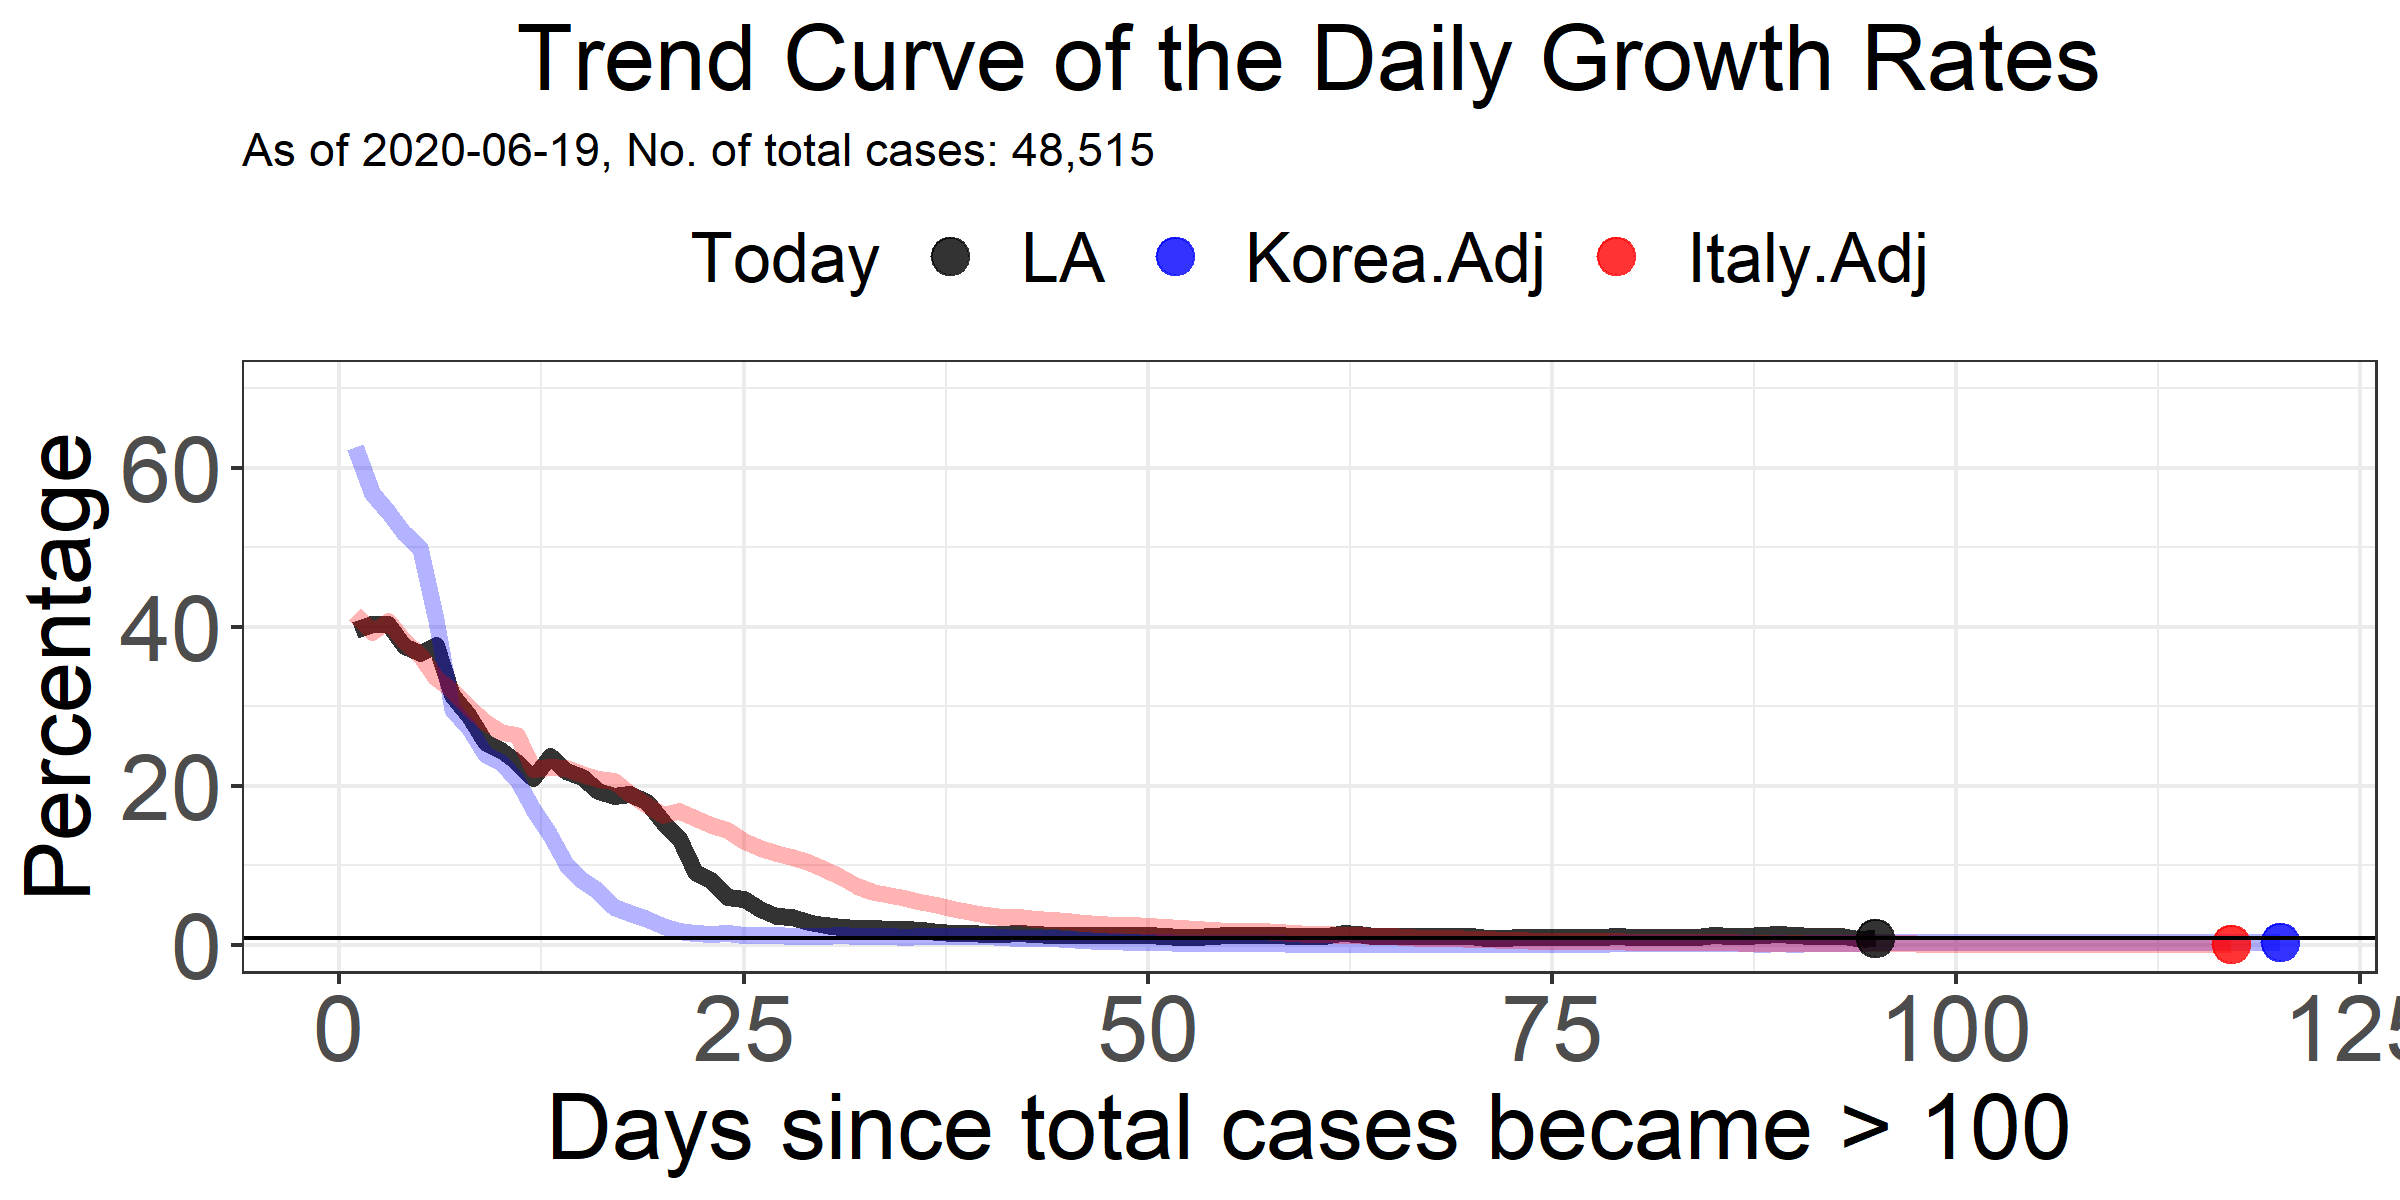 Trend Curve of the Daily Growth Rates
As of 2020-06-19, No. of total cases: 48,515
Today LA Korea.Adj Italy.Adj
Percentage
60
40
20
0
0 25 50 75 100 125
Days since total cases became > 100